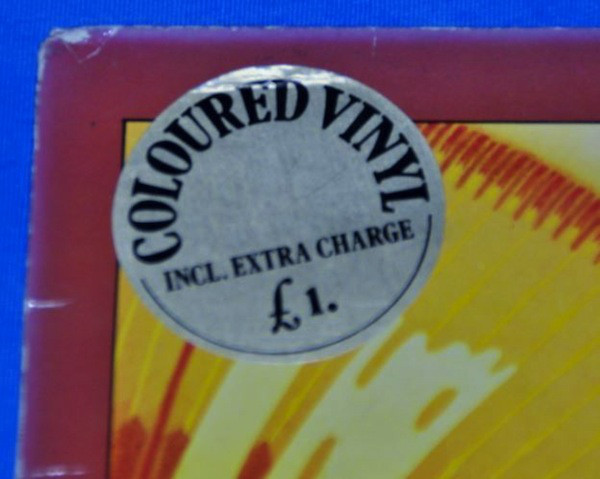 COLOURED VINYL
INCL. EXTRA CHARGE
£1.